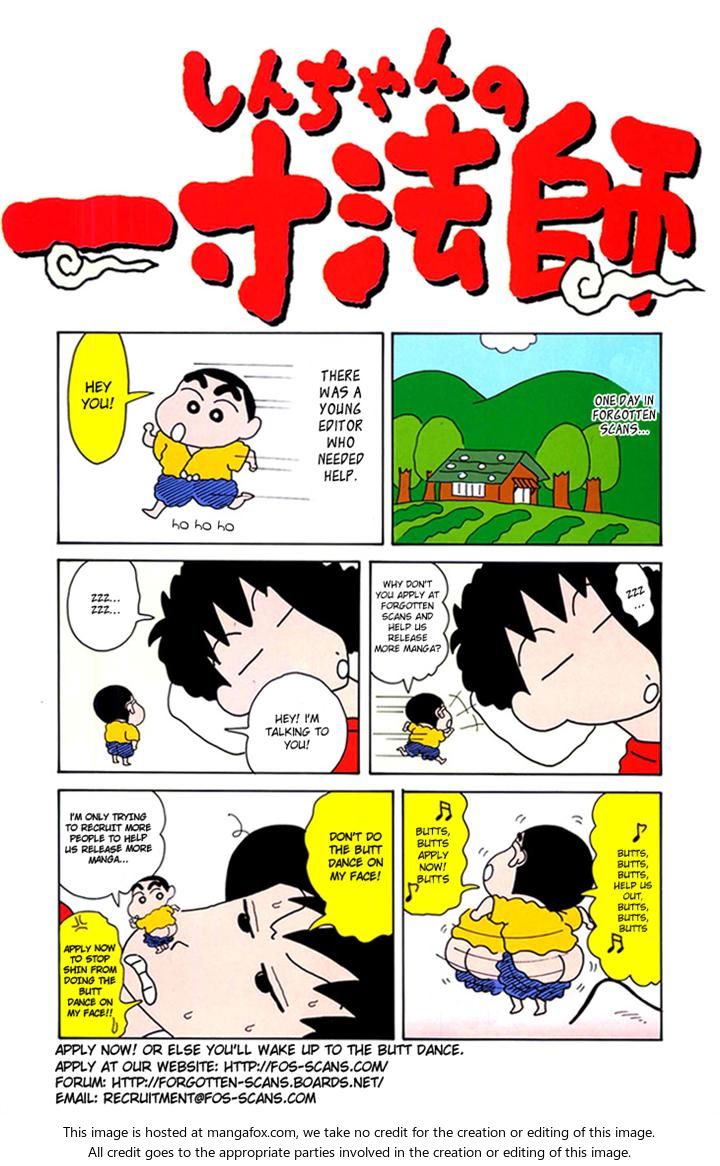 しんちゃんの
一寸法師
ONE DAY IN
FORGOTTEN
SCANS...
THERE
WAS A
YOUNG
EDITOR
WHO
NEEDED
HELP.
HEY
YOU!
ho ho ho
ZZZ
...
WHY DON'T
YOU APPLY AT
FORGOTTEN
SCANS AND
HELP US
RELEASE
MORE MANGA?
ZZZ...
ZZZ...
HEY! I'M
TALKING TO
YOU!
BUTTS,
BUTTS,
BUTTS,
HELP US
OUT,
BUTTS,
BUTTS,
BUTTS
BUTTS,
BUTTS
APPLY
NOW!
BUTTS
DON'T DO
THE BUTT
DANCE ON
MY FACE!
I'M ONLY TRYING
TO RECRUIT MORE
PEOPLE TO HELP
US RELEASE MORE
MANGA...
APPLY NOW
TO STOP
SHIN FROM
DOING THE
BUTT
DANCE ON
MY FACE!!
APPLY NOW! OR ELSE YOU'LL WAKE UP TO THE BUTT DANCE.
APPLY AT OUR WEBSITE: HTTP://FOS-SCANS.COM/
FORUM: HTTP://FORGOTTEN-SCANS.BOARDS.NET/
EMAIL: RECRUITMENT@FOS-SCANS.COM
This image is hosted at mangafox.com, we take no credit for the creation or editing of this image.
All credit goes to the appropriate parties involved in the creation or editing of this image.